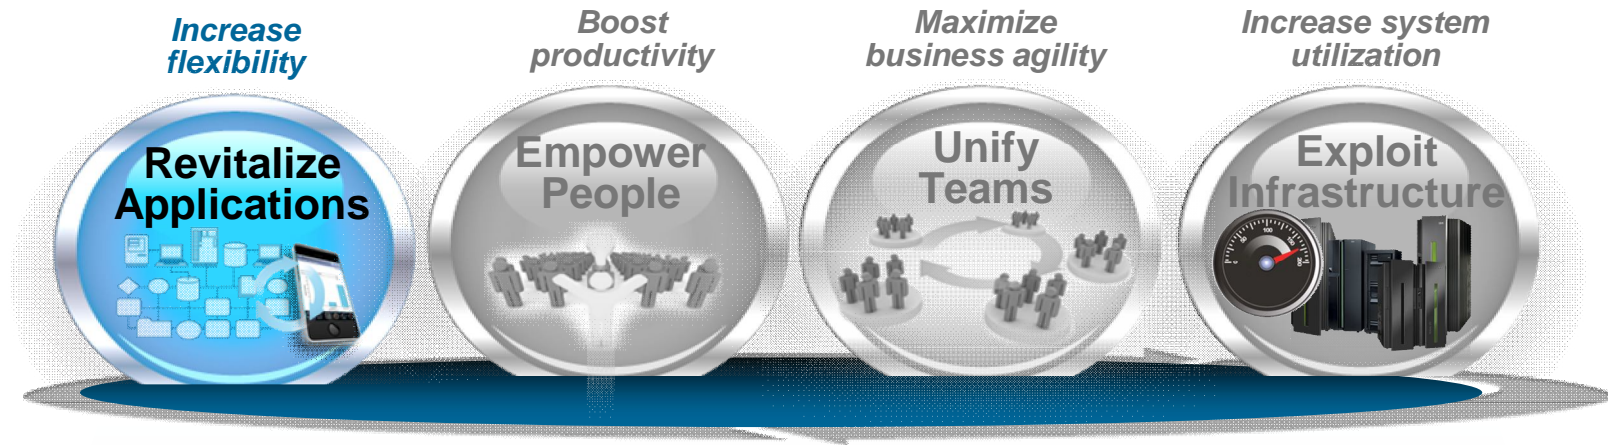 Increase
flexibility
Boost
productivity
Maximize
business agility
Increase system
utilization
Revitalize
Applications
Empower
People
Unify
Teams
Exploit
Infrastructure